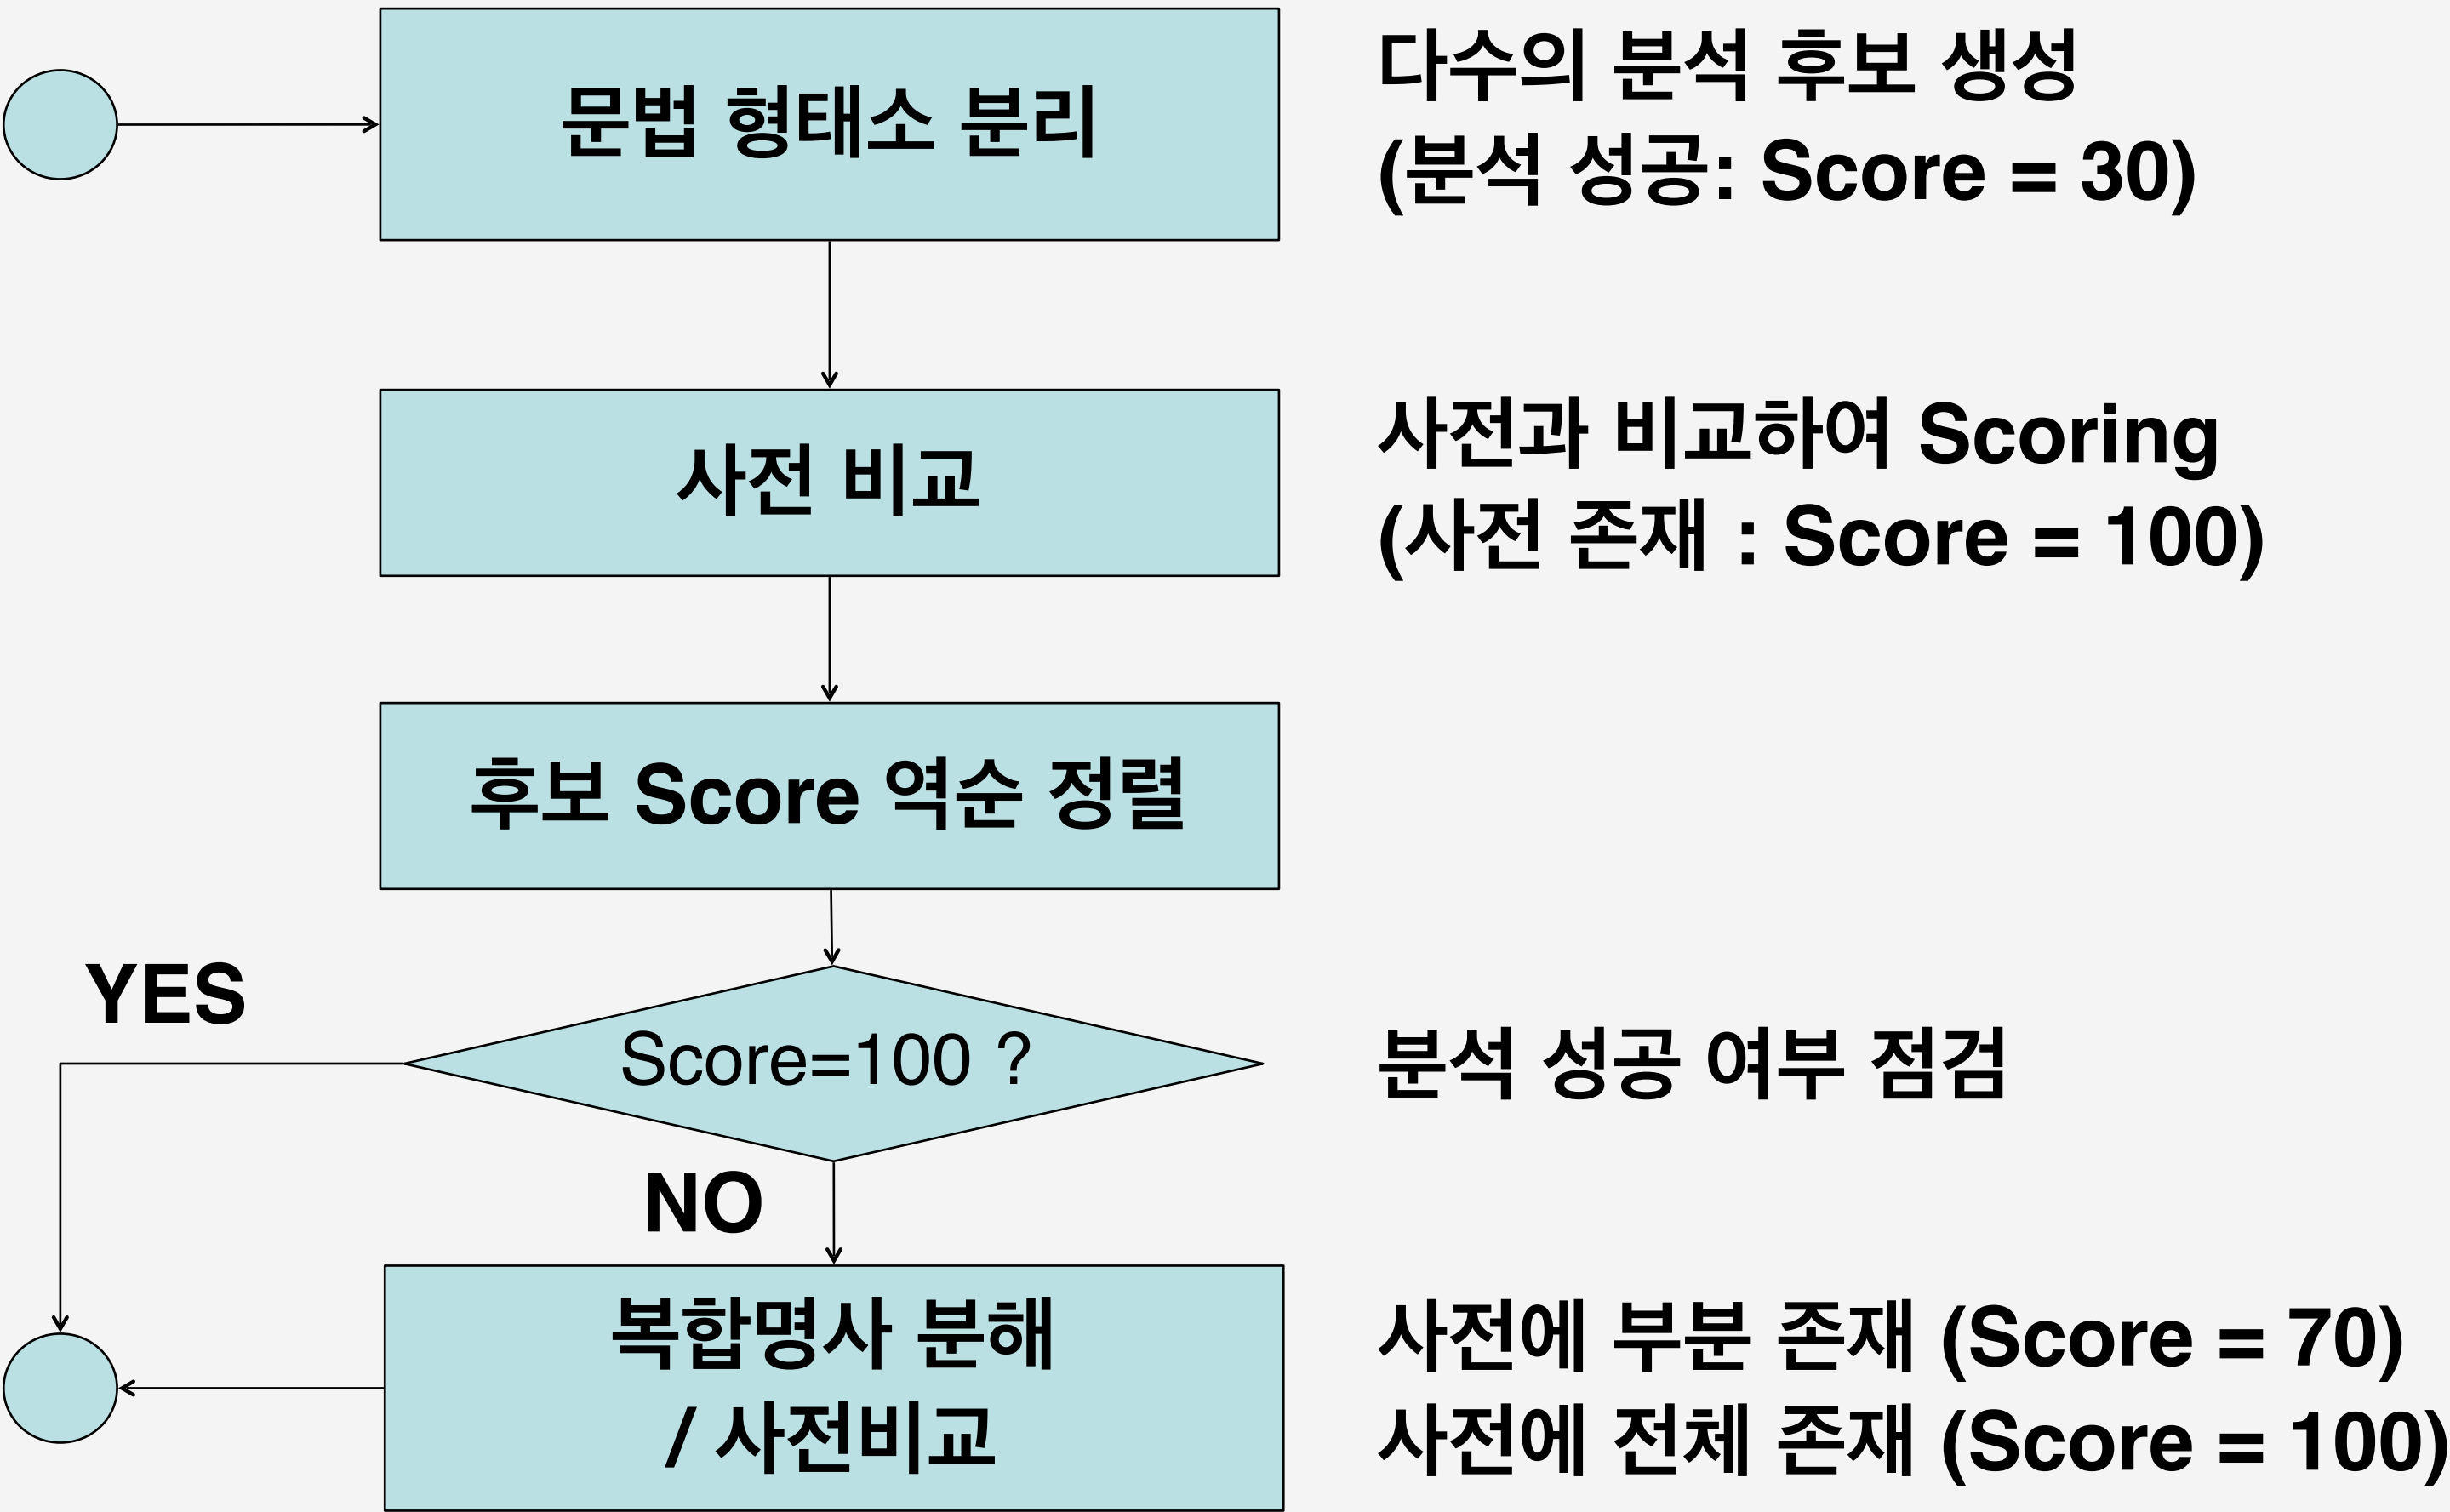 문법 형태소 분리
다수의 분석 후보 생성
(분석 성공: Score = 30)
사전 비교
사전과 비교하여 Scoring
(사전 존재 : Score = 100)
후보 Score 역순 정렬
YES
Score=100 ?
분석 성공 여부 점검
NO
복합명사 분해
/사전비교
사전에 부분 존재 (Score = 70)
사전에 전체 존재 (Score = 100)